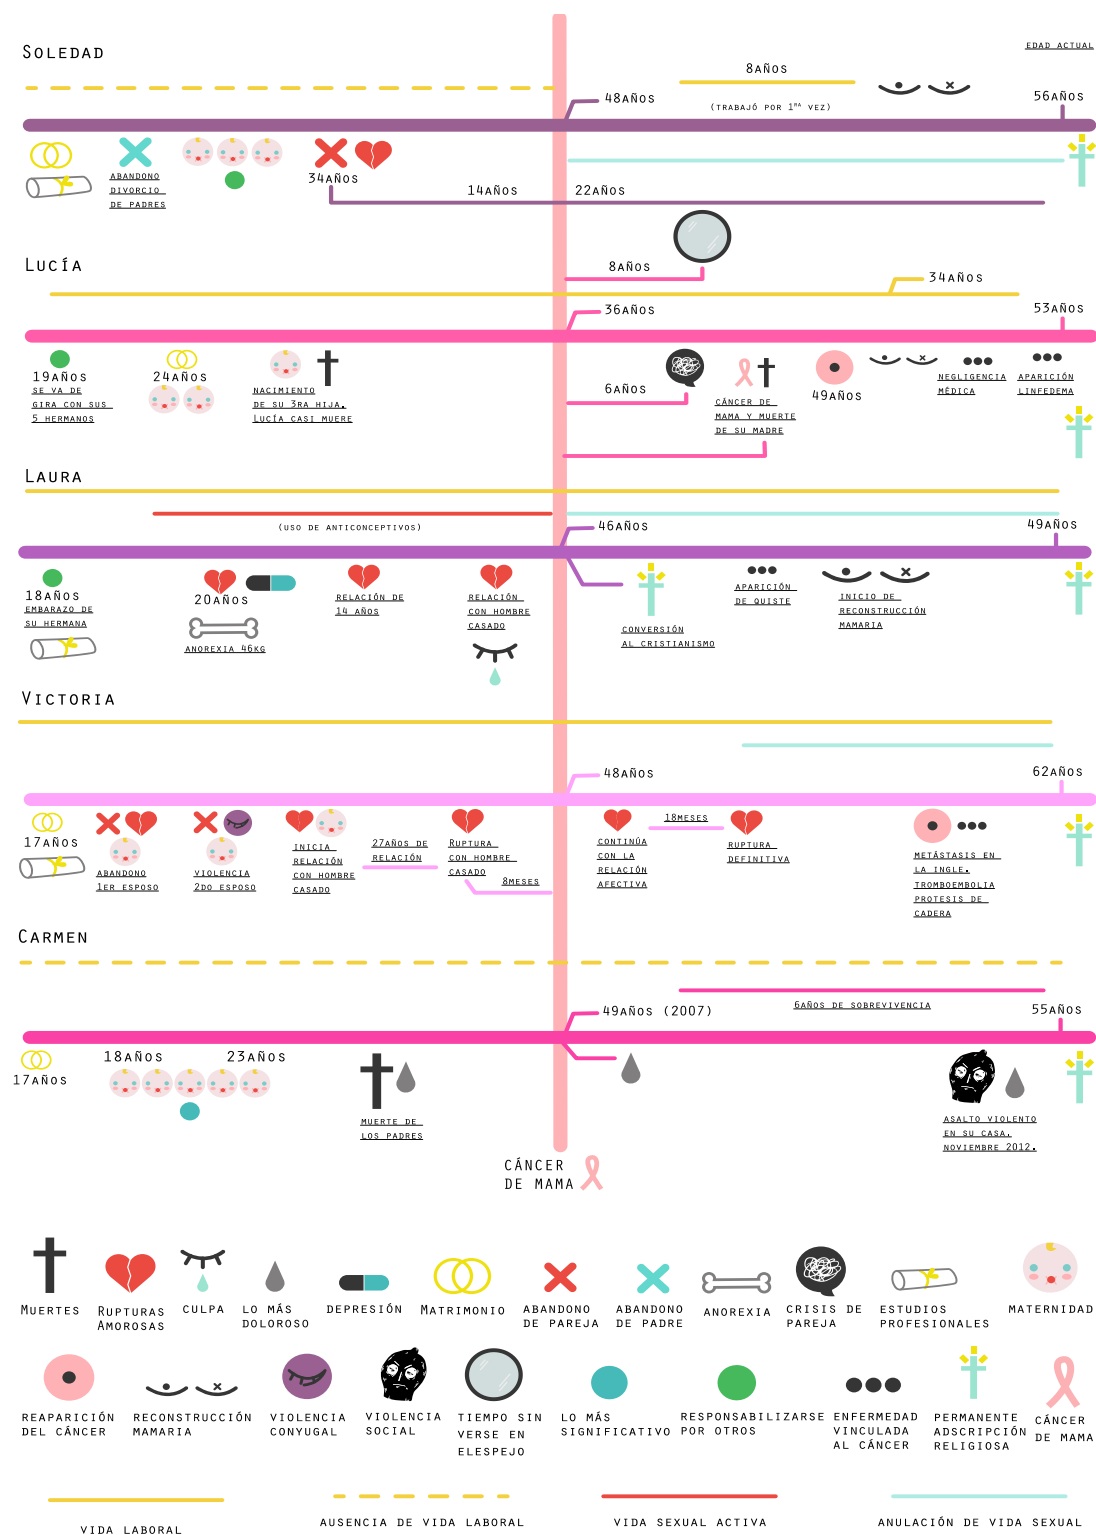 SOLEDAD
EDAD ACTUAL
8AÑOS
48AÑOS
(TRABAJÓ POR 1RA VEZ)
56AÑOS
ABANDONO
DIVORCIO
DE PADRES
34AÑOS
14AÑOS
22AÑOS
LUCÍA
8AÑOS
34AÑOS
36AÑOS
53AÑOS
19AÑOS
SE VA DE
GIRA CON SUS
5 HERMANOS
24AÑOS
NACIMIENTO
DE SU 3RA HIJA.
LUCÍA CASI MUERE
6AÑOS
CÁNCER DE
MAMA Y MUERTE
DE SU MADRE
49AÑOS
NEGLIGENCIA
MÉDICA
APARICIÓN
LINFEDEMA
LAURA
(USO DE ANTICONCEPTIVOS)
46AÑOS
49AÑOS
18AÑOS
EMBARAZO DE
SU HERMANA
20AÑOS
ANOREXIA 46KG
RELACIÓN DE
14 AÑOS
RELACIÓN
CON HOMBRE
CASADO
CONVERSIÓN
AL CRISTIANISMO
APARICIÓN
DE QUISTE
INICIO DE
RECONSTRUCCIÓN
MAMARIA
VICTORIA
48AÑOS
62AÑOS
17AÑOS
ABANDONO
1ER ESPOSO
VIOLENCIA
2DO ESPOSO
INICIA
RELACIÓN
CON HOMBRE
CASADO
27AÑOS DE
RELACIÓN
RUPTURA
CON HOMBRE
CASADO
8MESES
CONTINÚA
CON LA
RELACIÓN
AFECTIVA
18MESES
RUPTURA
DEFINITIVA
METÁSTASIS EN
LA INGLE.
TROMBOEMBOLIA
PROTESIS DE
CADERA
CARMEN
6AÑOS DE SOBREVIVENCIA
49AÑOS (2007)
55AÑOS
17AÑOS
18AÑOS
23AÑOS
MUERTE DE
LOS PADRES
ASALTO VIOLENTO
EN SU CASA.
NOVIEMBRE 2012.
CÁNCER
DE MAMA
MUERTES
RUPTURAS
AMOROSAS
CULPA
LO MÁS
DOLOROSO
DEPRESIÓN
MATRIMONIO
ABANDONO
DE PAREJA
ABANDONO
DE PADRE
ANOREXIA
CRISIS DE
PAREJA
ESTUDIOS
PROFESIONALES
MATERNIDAD
REAPARICIÓN
DEL CÁNCER
RECONSTRUCCIÓN
MAMARIA
VIOLENCIA
CONYUGAL
VIOLENCIA
SOCIAL
TIEMPO SIN
VERSE EN
ELESPEJO
LO MÁS
SIGNIFICATIVO
RESPONSABILIZARSE
POR OTROS
ENFERMEDAD
VINCULADA
AL CÁNCER
PERMANENTE
ADSCRIPCIÓN
RELIGIOSA
CÁNCER
DE MAMA
VIDA LABORAL
AUSENCIA DE VIDA LABORAL
VIDA SEXUAL ACTIVA
ANULACIÓN DE VIDA SEXUAL